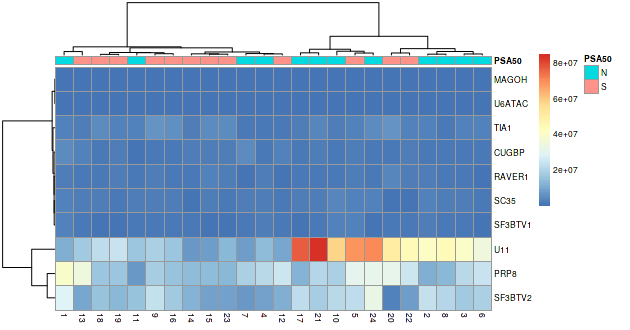 PSA50
MAGOH
U6ATAC
TIA1
CUGBP
RAVER1
SC35
SF3BTV1
U11
PRP8
SF3BTV2
1 13 18 19 11 9 16 14 15 23 7 4 12 17 21 10 5 24 20 22 2 8 3 6
8e+07
6e+07
4e+07
2e+07
PSA50
N
S